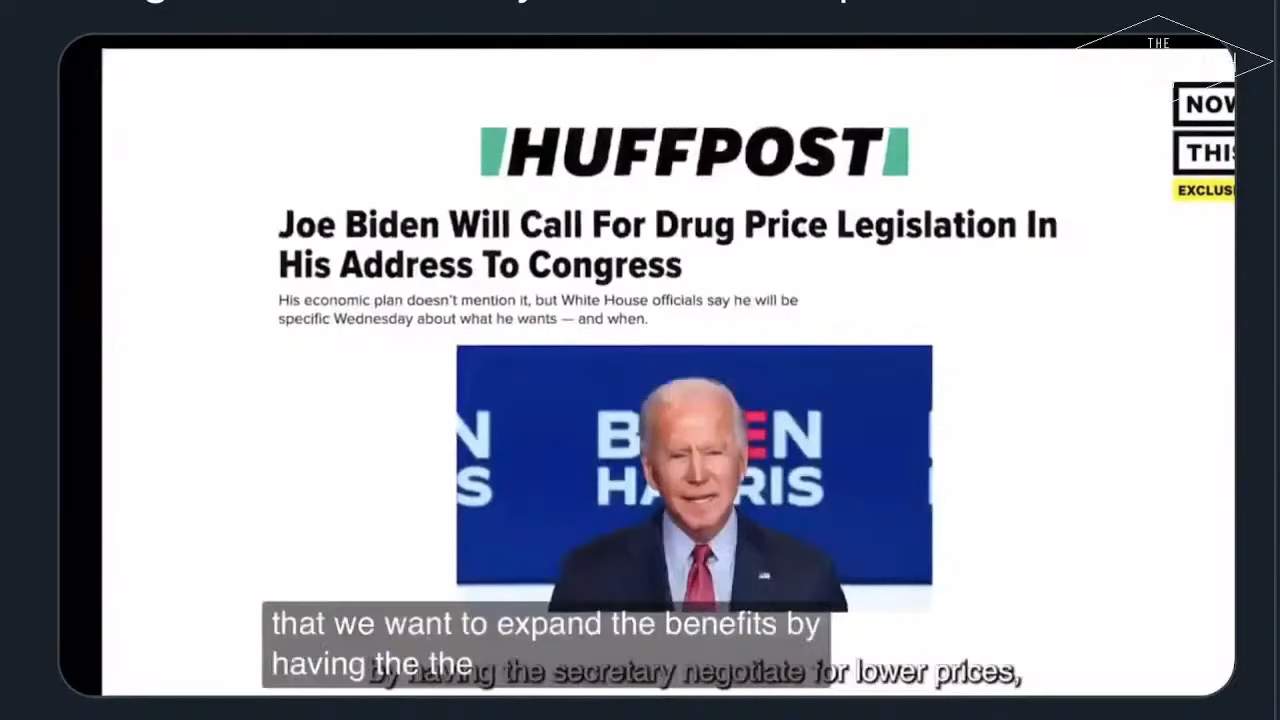 THE
NOW
THIS
EXCLUSI
HUFFPOST
Joe Biden Will Call For Drug Price Legislation In
His Address To Congress
His economic plan doesn't mention it, but White House officials say he will be
specific Wednesday about what he wants — and when.
BIDEN
HARRIS
that we want to expand the benefits by
having the the
by having the secretary negotiate for lower prices,